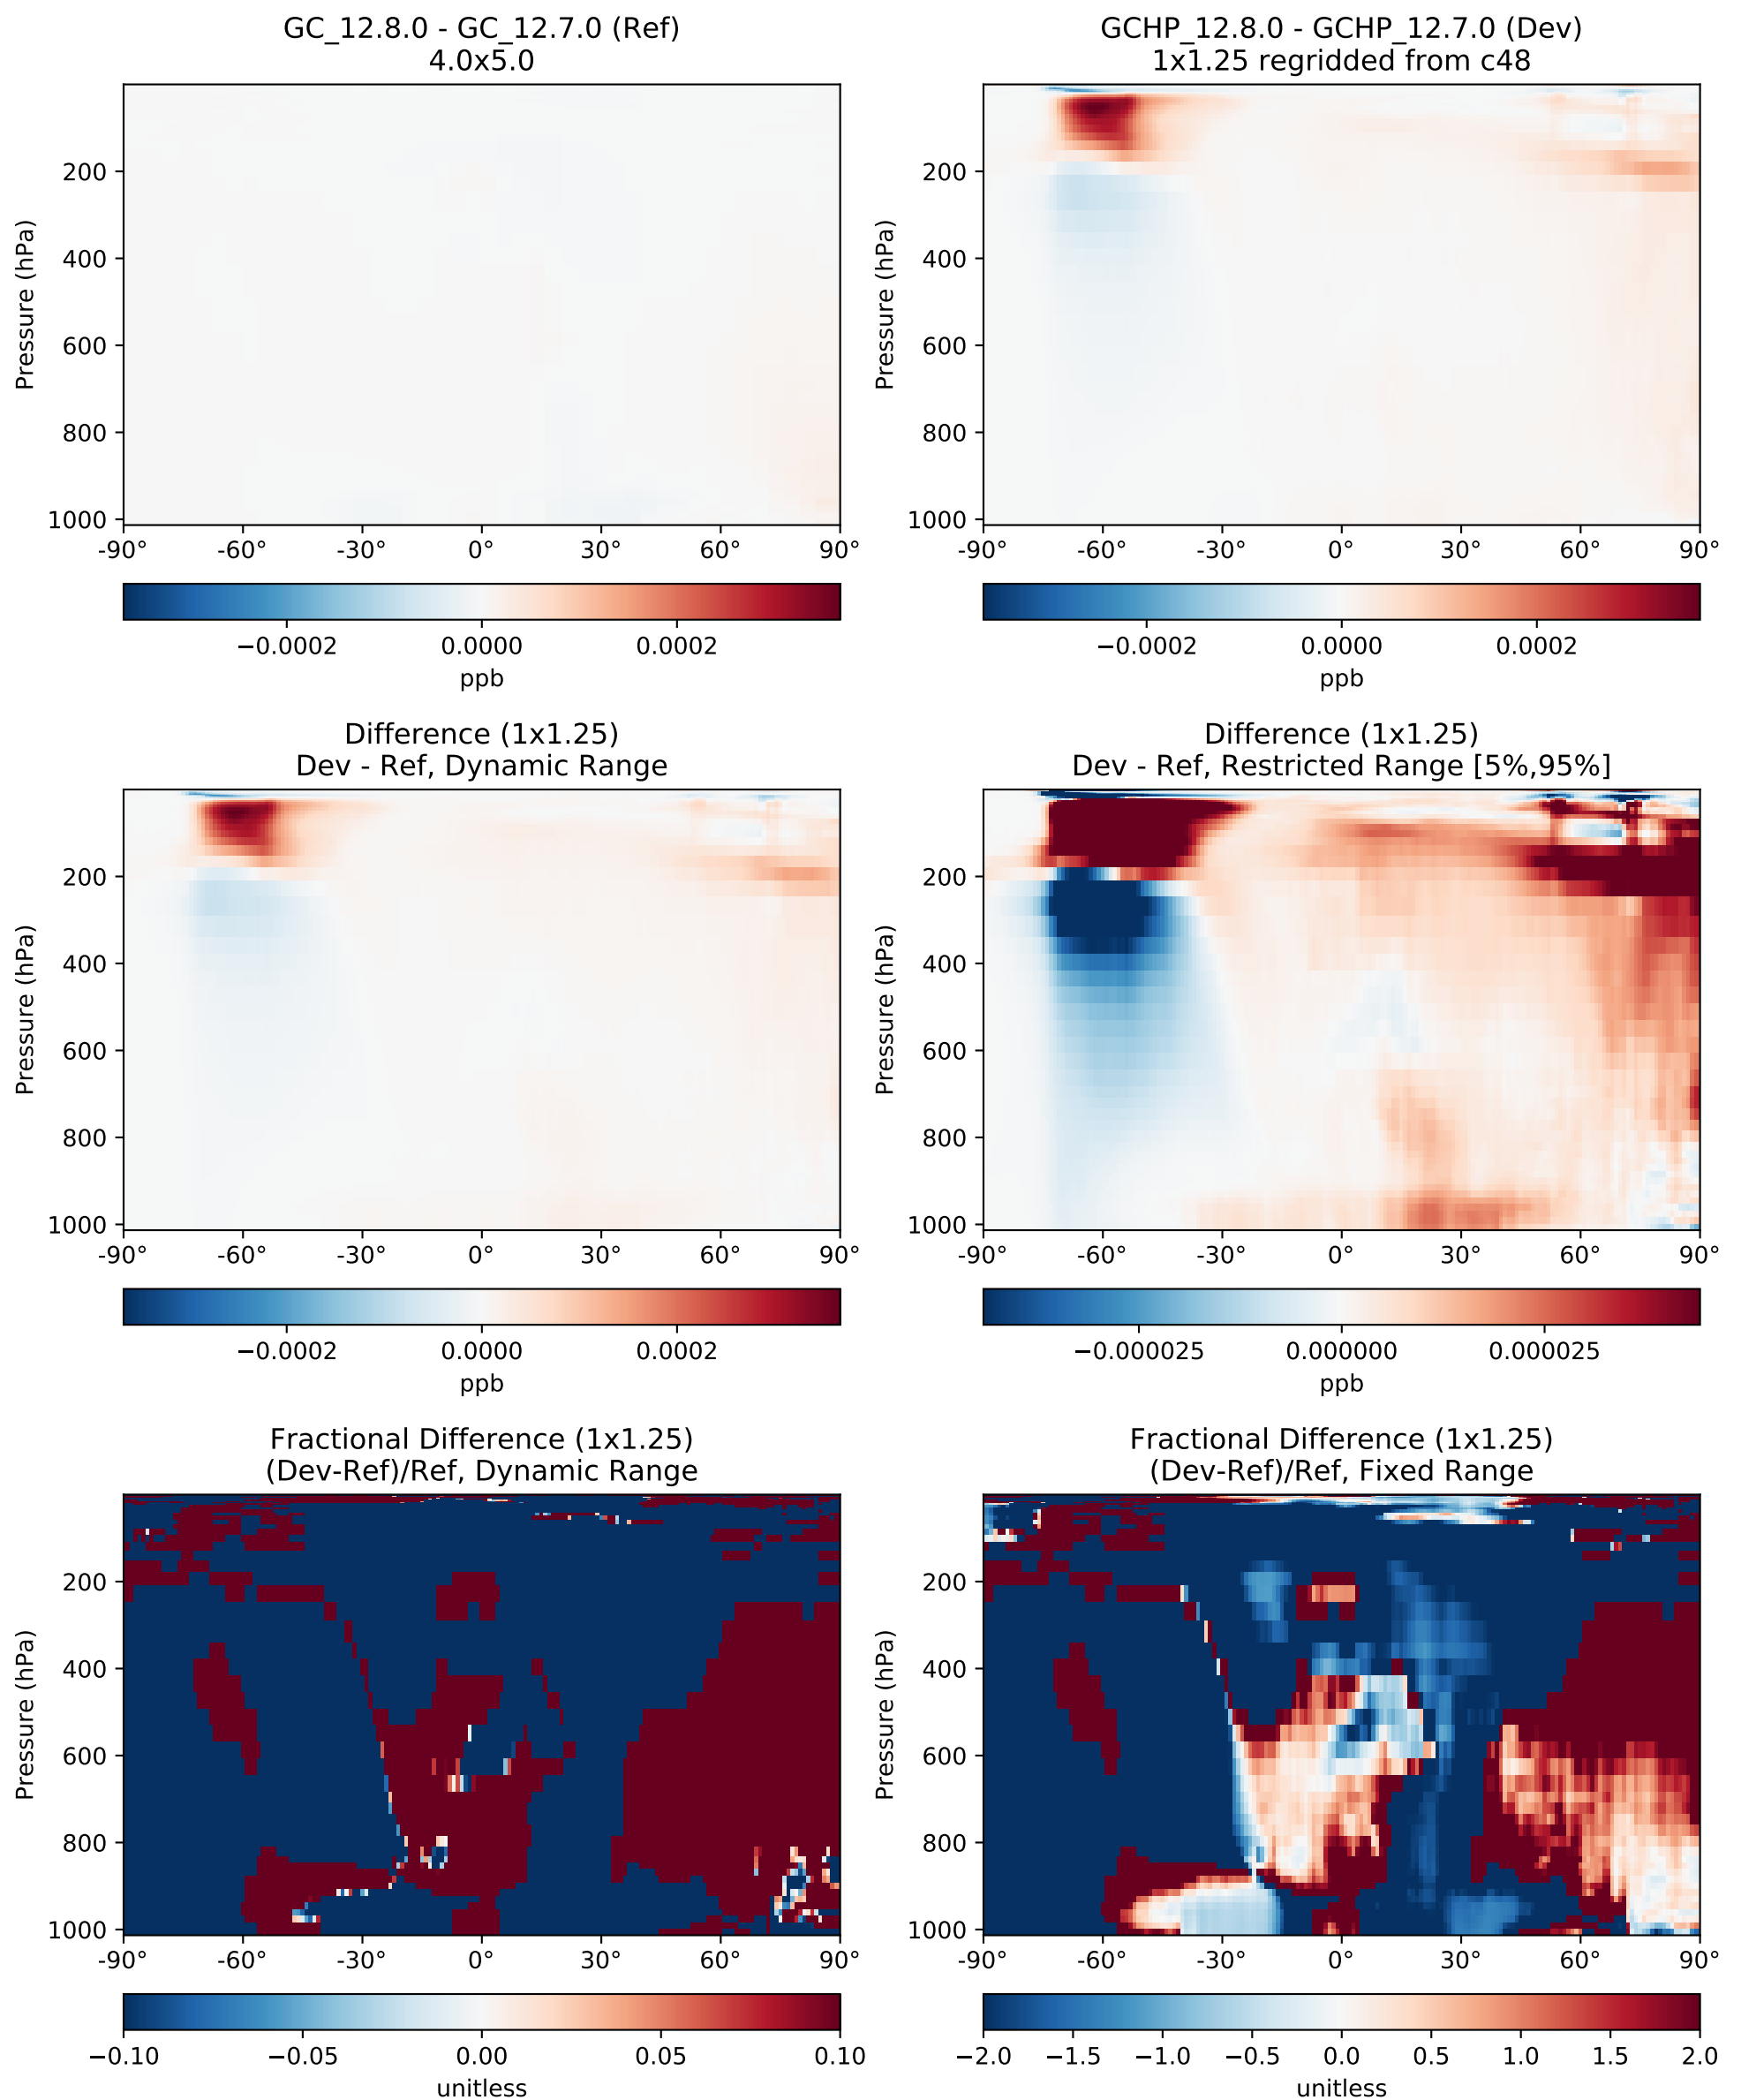 GC_12.8.0 - GC_12.7.0 (Ref)
4.0x5.0
GCHP_12.8.0 - GCHP_12.7.0 (Dev)
1x1.25 regridded from c48
Pressure (hPa)
200
400
600
800
1000
-90° -60° -30° 0° 30° 60° 90°
−0.0002 0.0000 0.0002
ppb
Pressure (hPa)
200
400
600
800
1000
-90° -60° -30° 0° 30° 60° 90°
−0.0002 0.0000 0.0002
ppb
Difference (1x1.25)
Dev - Ref, Dynamic Range
Difference (1x1.25)
Dev - Ref, Restricted Range [5%,95%]
Pressure (hPa)
200
400
600
800
1000
-90° -60° -30° 0° 30° 60° 90°
−0.0002 0.0000 0.0002
ppb
Pressure (hPa)
200
400
600
800
1000
-90° -60° -30° 0° 30° 60° 90°
−0.000025 0.000000 0.000025
ppb
Fractional Difference (1x1.25)
(Dev-Ref)/Ref, Dynamic Range
Fractional Difference (1x1.25)
(Dev-Ref)/Ref, Fixed Range
Pressure (hPa)
200
400
600
800
1000
-90° -60° -30° 0° 30° 60° 90°
−0.10 −0.05 0.00 0.05 0.10
unitless
Pressure (hPa)
200
400
600
800
1000
-90° -60° -30° 0° 30° 60° 90°
−2.0 −1.5 −1.0 −0.5 0.0 0.5 1.0 1.5 2.0
unitless